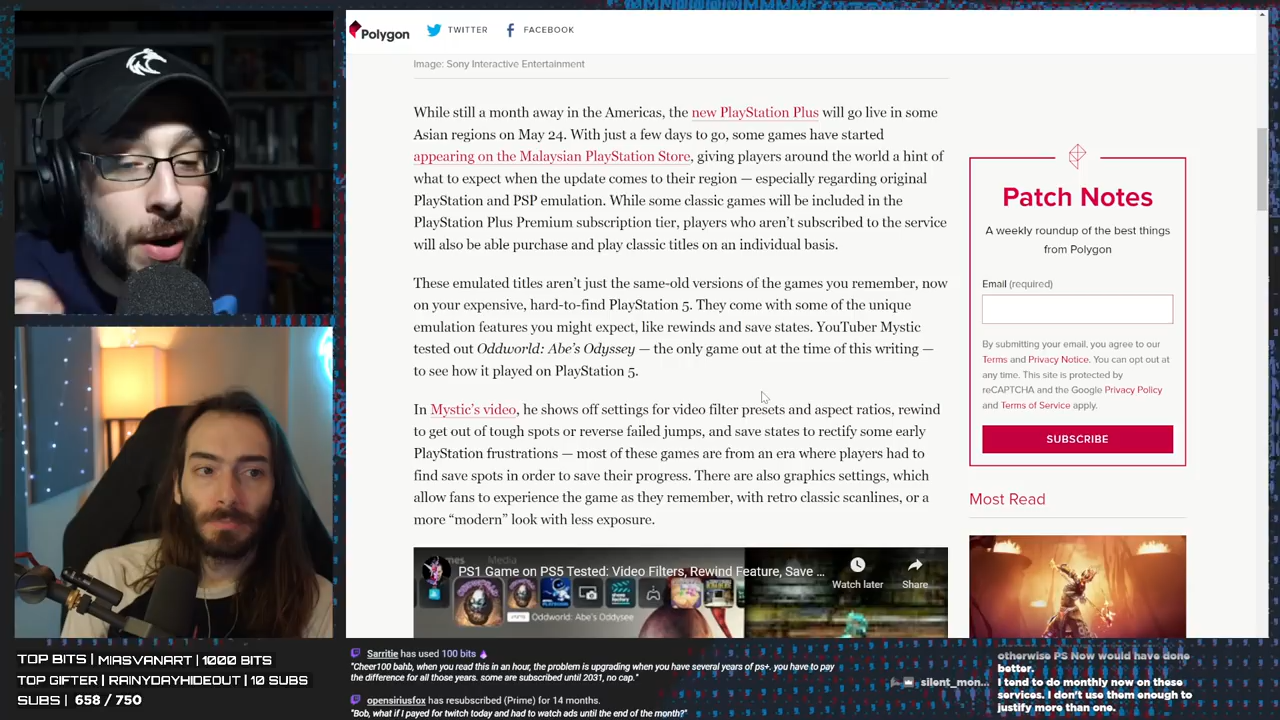 Polygon
TWITTER
FACEBOOK
Image: Sony Interactive Entertainment
While still a month away in the Americas, the new PlayStation Plus will go live in some
Asian regions on May 24. With just a few days to go, some games have started
appearing on the Malaysian PlayStation Store, giving players around the world a hint of
what to expect when the update comes to their region — especially regarding original
PlayStation and PSP emulation. While some classic games will be included in the
PlayStation Plus Premium subscription tier, players who aren't subscribed to the service
will also be able purchase and play classic titles on an individual basis.
These emulated titles aren't just the same-old versions of the games you remember, now
on your expensive, hard-to-find PlayStation 5. They come with some of the unique
emulation features you might expect, like rewinds and save states. YouTuber Mystic
tested out Oddworld: Abe's Odyssey — the only game out at the time of this writing —
to see how it played on PlayStation 5.
In Mystic's video, he shows off settings for video filter presets and aspect ratios, rewind
to get out of tough spots or reverse failed jumps, and save states to rectify some early
PlayStation frustrations — most of these games are from an era where players had to
find save spots in order to save their progress. There are also graphics settings, which
allow fans to experience the game as they remember, with retro classic scanlines, or a
more “modern” look with less exposure.
Media
PS1 Game on PS5 Tested: Video Filters, Rewind Feature, Save ...
Watch later
Share
Oddworld: Abe's Oddysee
Patch Notes
A weekly roundup of the best things
from Polygon
Email (required)
By submitting your email, you agree to our
Terms and Privacy Notice. You can opt out at
any time. This site is protected by
reCAPTCHA and the Google Privacy Policy
and Terms of Service apply.
SUBSCRIBE
Most Read
TOP BITS | MIASVANART | 1000 BITS
TOP GIFTER | RAINYDAYHIDEOUT | 10 SUBS
SUBS | 658 / 750
Sarritie has used 100 bits
"Cheer100 babb, when you read this in an hour, the problem is upgrading when you have several years of ps+. you have to pay
the difference for all those years. some are subscribed until 2031, no cap."
opensiriusfox has resubscribed (Prime) for 14 months.
"Bob, what if I payed for twitch today and had to watch ads until the end of the month?"
silent_mon...
otherwise PS Now would have done
better.
I tend to do monthly now on these
services. I don't use them enough to
justify more than one.